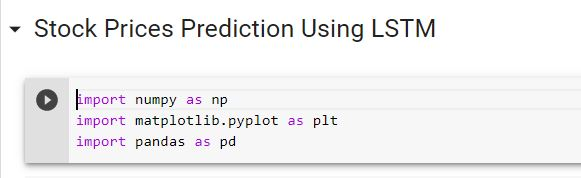 Stock Prices Prediction Using LSTM
import numpy as np
import matplotlib.pyplot as plt
import pandas as pd